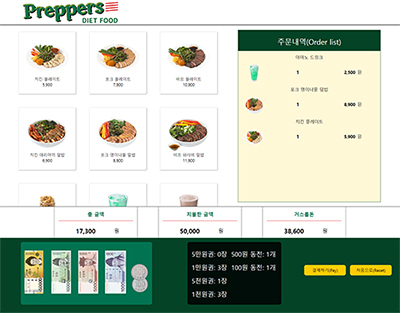 Preppers
DIET FOOD
치킨 플레이트
5,900
포크 플레이트
7,900
비프 플레이트
10,900
치킨 데리야끼 덮밥
6,900
포크 명이나물 덮밥
8,900
비프 바사삭 덮밥
11,900
주문내역(Order list)
에메노 드링크
1 2,500 원
포크 명이나물 덮밥
1 8,900 원
치킨 플레이트
1 5,900 원
총 금액
17,300 원
지불한 금액
50,000 원
거스름돈
38,600 원
5만원권: 0장 500원 동전: 1개
1만원권: 3장 100원 동전: 1개
5천원권: 1장
1천원권: 3장
결제하기(Pay)
처음으로(Reset)